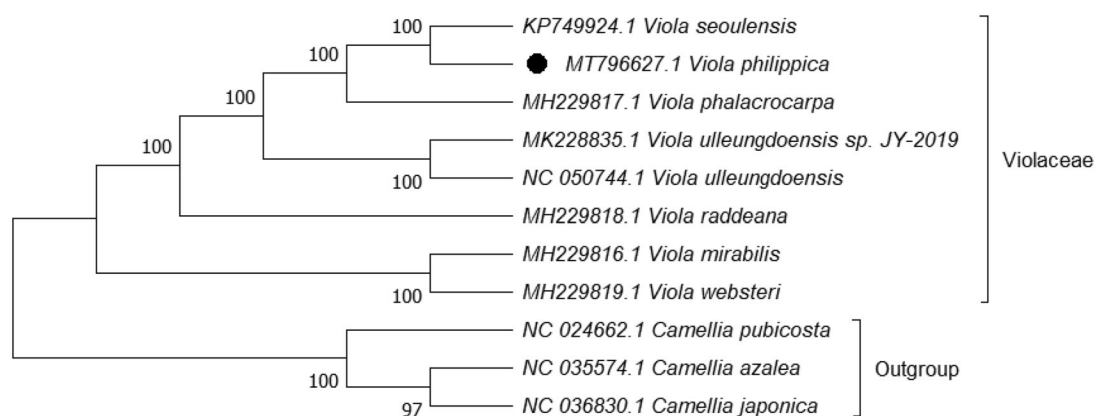 100 KP749924.1 Viola seoulensis
100 MT796627.1 Viola philippica
100 MH229817.1 Viola phalacrocarpa
100 MK228835.1 Viola ulleungdoensis sp. JY-2019
Violaceae
100 NC 050744.1 Viola ulleungdoensis
MH229818.1 Viola raddeana
MH229816.1 Viola mirabilis
100 MH229819.1 Viola websteri
NC 024662.1 Camellia pubicosta
100 NC 035574.1 Camellia azalea
Outgroup
97 NC 036830.1 Camellia japonica